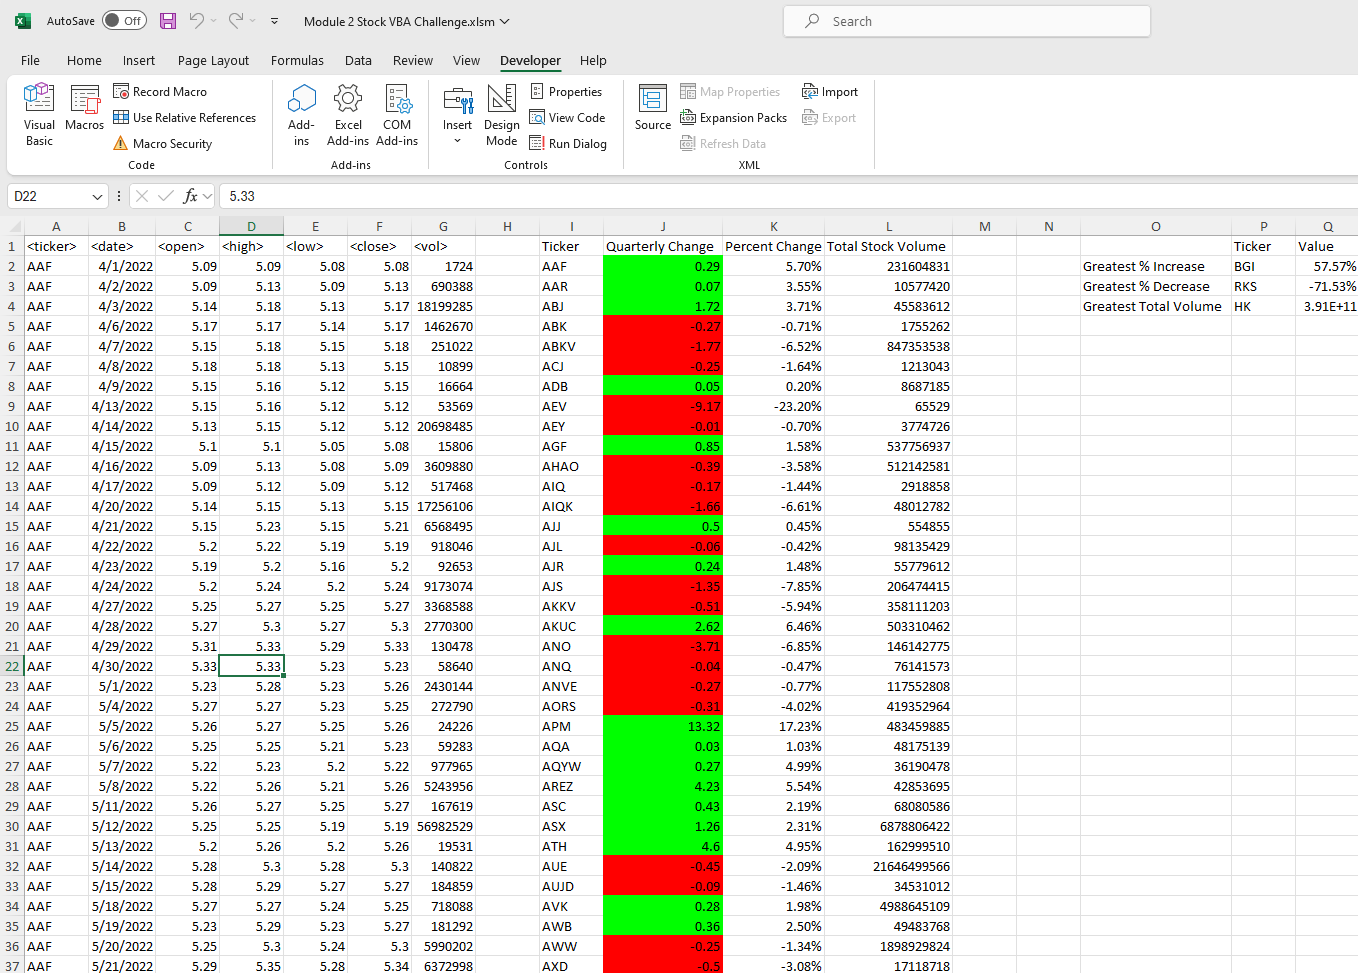 AutoSave Off Module 2 Stock VBA Challenge.xlsm Search
File Home Insert Page Layout Formulas Data Review View Developer Help
Visual Basic Macros Record Macro Use Relative References Macro Security Add-ins Excel Add-ins COM Add-ins Insert Design Mode Properties View Code Run Dialog Source Map Properties Expansion Packs Refresh Data Import Export
Code Add-ins Controls XML
D22 fx 5.33
A B C D E F G H I J K L M N O P Q
1 <ticker> <date> <open> <high> <low> <close> <vol> Ticker Quarterly Change Percent Change Total Stock Volume Ticker Value
2 AAF 4/1/2022 5.09 5.09 5.08 5.08 1724 AAF 0.29 5.70% 231604831 Greatest % Increase BGI 57.57%
3 AAF 4/2/2022 5.09 5.13 5.09 5.13 690388 AAR 0.07 3.55% 10577420 Greatest % Decrease RKS -71.53%
4 AAF 4/3/2022 5.14 5.18 5.13 5.17 18199285 ABJ 1.72 3.71% 45583612 Greatest Total Volume HK 3.91E+11
5 AAF 4/6/2022 5.17 5.17 5.14 5.17 1462670 ABK -0.27 -0.71% 1755262
6 AAF 4/7/2022 5.15 5.18 5.15 5.18 251022 ABKV -1.77 -6.52% 847353538
7 AAF 4/8/2022 5.18 5.18 5.13 5.15 10899 ACJ -0.25 -1.64% 1213043
8 AAF 4/9/2022 5.15 5.16 5.12 5.15 16664 ADB 0.05 0.20% 8687185
9 AAF 4/13/2022 5.15 5.16 5.12 5.12 53569 AEV -9.17 -23.20% 65529
10 AAF 4/14/2022 5.13 5.15 5.12 5.12 20698485 AEY -0.01 -0.70% 3774726
11 AAF 4/15/2022 5.1 5.1 5.05 5.08 15806 AGF 0.85 1.58% 537756937
12 AAF 4/16/2022 5.09 5.13 5.08 5.09 3609880 AHAO -0.39 -3.58% 512142581
13 AAF 4/17/2022 5.09 5.12 5.09 5.12 517468 AIQ -0.17 -1.44% 2918858
14 AAF 4/20/2022 5.14 5.15 5.13 5.15 17256106 AIQK -1.66 -6.61% 48012782
15 AAF 4/21/2022 5.15 5.23 5.15 5.21 6568495 AJJ 0.5 0.45% 554855
16 AAF 4/22/2022 5.2 5.22 5.19 5.19 918046 AJL -0.06 -0.42% 98135429
17 AAF 4/23/2022 5.19 5.2 5.16 5.2 92653 AJR 0.24 1.48% 55779612
18 AAF 4/24/2022 5.2 5.24 5.2 5.24 9173074 AJS -1.35 -7.85% 206474415
19 AAF 4/27/2022 5.25 5.27 5.25 5.27 3368588 AKKV -0.51 -5.94% 358111203
20 AAF 4/28/2022 5.27 5.3 5.27 5.3 2770300 AKUC 2.62 6.46% 503310462
21 AAF 4/29/2022 5.31 5.33 5.29 5.33 130478 ANO -3.71 -6.85% 146142775
22 AAF 4/30/2022 5.33 5.33 5.23 5.23 58640 ANQ -0.04 -0.47% 76141573
23 AAF 5/1/2022 5.23 5.28 5.23 5.26 2430144 ANVE -0.27 -0.77% 117552808
24 AAF 5/4/2022 5.27 5.27 5.23 5.25 272790 AORS -0.31 -4.02% 419352964
25 AAF 5/5/2022 5.26 5.27 5.25 5.26 24226 APM 13.32 17.23% 483459885
26 AAF 5/6/2022 5.25 5.25 5.21 5.23 59283 AQA 0.03 1.03% 48175139
27 AAF 5/7/2022 5.22 5.23 5.2 5.22 977965 AQYW 0.27 4.99% 36190478
28 AAF 5/8/2022 5.22 5.26 5.21 5.26 5243956 AREZ 4.23 5.54% 42853695
29 AAF 5/11/2022 5.26 5.27 5.25 5.27 167619 ASC 0.43 2.19% 68080586
30 AAF 5/12/2022 5.25 5.25 5.19 5.19 56982529 ASX 1.26 2.31% 6878806422
31 AAF 5/13/2022 5.2 5.26 5.2 5.26 19531 ATH 4.6 4.95% 162999510
32 AAF 5/14/2022 5.28 5.3 5.28 5.3 140822 AUE -0.45 -2.09% 21646499566
33 AAF 5/15/2022 5.28 5.29 5.27 5.27 184859 AUJD -0.09 -1.46% 34531012
34 AAF 5/18/2022 5.27 5.27 5.24 5.25 718088 AVK 0.28 1.98% 4988645109
35 AAF 5/19/2022 5.23 5.29 5.23 5.27 181292 AWB 0.36 2.50% 49483768
36 AAF 5/20/2022 5.25 5.3 5.24 5.3 5990202 AWW -0.25 -1.34% 1898929824
37 AAF 5/21/2022 5.29 5.35 5.28 5.34 6372998 AXD -0.5 -3.08% 17118718